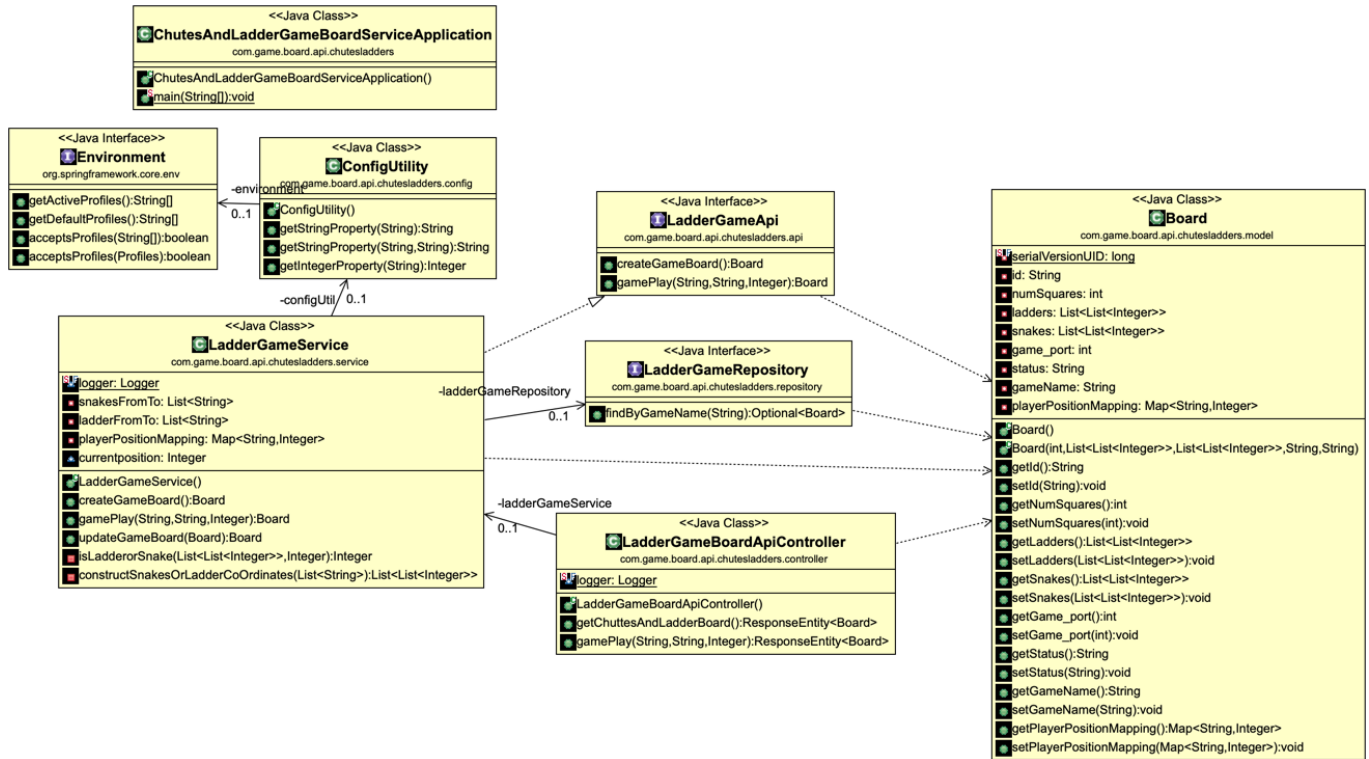 <<Java Class>>
ChutesAndLadderGameBoardServiceApplication
com.game.board.api.chutesladders
ChutesAndLadderGameBoardServiceApplication()
main(String[]):void
<<Java Interface>>
Environment
org.springframework.core.env
getActiveProfiles():String[]
getDefaultProfiles():String[]
acceptsProfiles(String[]):boolean
acceptsProfiles(Profiles):boolean
-environment
0..1
<<Java Class>>
ConfigUtility
com.game.board.api.chutesladders.config
ConfigUtility()
getStringProperty(String):String
getStringProperty(String,String):String
getIntegerProperty(String):Integer
-configUtil
0..1
<<Java Class>>
LadderGameService
com.game.board.api.chutesladders.service
logger: Logger
snakesFromTo: List<String>
ladderFromTo: List<String>
playerPositionMapping: Map<String,Integer>
currentposition: Integer
LadderGameService()
createGameBoard():Board
gamePlay(String,String,Integer):Board
updateGameBoard(Board):Board
isLadderorSnake(List<List<Integer>>,Integer):Integer
constructSnakesOrLadderCoOrdinates(List<String>):List<List<Integer>>
<<Java Interface>>
LadderGameApi
com.game.board.api.chutesladders.api
createGameBoard():Board
gamePlay(String,String,Integer):Board
<<Java Interface>>
LadderGameRepository
com.game.board.api.chutesladders.repository
findByGameName(String):Optional<Board>
-ladderGameRepository
0..1
-ladderGameService
0..1
<<Java Class>>
LadderGameBoardApiController
com.game.board.api.chutesladders.controller
logger: Logger
LadderGameBoardApiController()
getChuttesAndLadderBoard():ResponseEntity<Board>
gamePlay(String,String,Integer):ResponseEntity<Board>
<<Java Class>>
Board
com.game.board.api.chutesladders.model
serialVersionUID: long
id: String
numSquares: int
ladders: List<List<Integer>>
snakes: List<List<Integer>>
game_port: int
status: String
gameName: String
playerPositionMapping: Map<String,Integer>
Board()
Board(int,List<List<Integer>>,List<List<Integer>>,String,String)
getId():String
setId(String):void
getNumSquares():int
setNumSquares(int):void
getLadders():List<List<Integer>>
setLadders(List<List<Integer>>):void
getSnakes():List<List<Integer>>
setSnakes(List<List<Integer>>):void
getGame_port():int
setGame_port(int):void
getStatus():String
setStatus(String):void
getGameName():String
setGameName(String):void
getPlayerPositionMapping():Map<String,Integer>
setPlayerPositionMapping(Map<String,Integer>):void